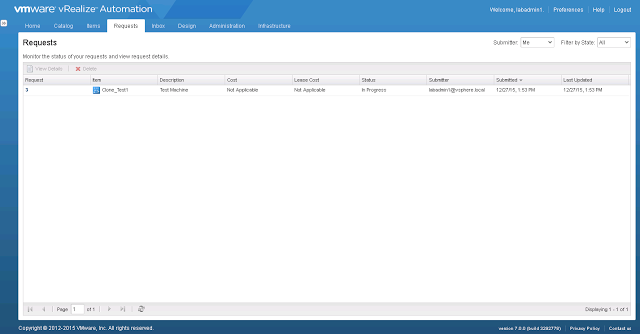 vmware® vRealize™ Automation
Welcome, labadmin1. Preferences Help Logout
Home Catalog Items Requests Inbox Design Administration Infrastructure
Requests
Submitter: Me Filter by State: All
Monitor the status of your requests and view request details.
View Details Delete
Request Item Description Cost Lease Cost Status Submitter Submitted Last Updated
3 Clone_Test1 Test Machine Not Applicable Not Applicable In Progress labadmin1@vsphere.local 12/27/15, 1:53 PM 12/27/15, 1:53 PM
Page 1 of 1 Displaying 1 - 1 of 1
Copyright © 2012-2015 VMware, Inc. All rights reserved. version 7.0.0 (build 3292778) Privacy Policy Contact us